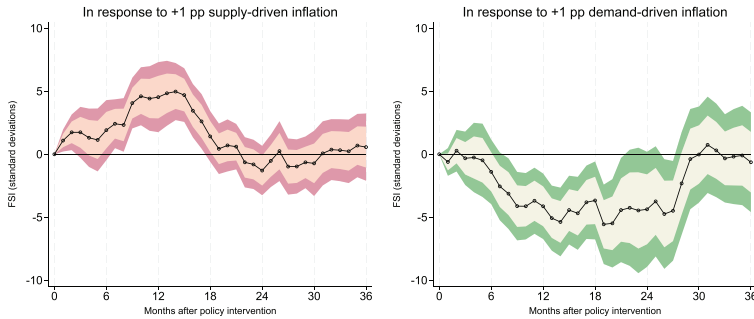 In response to +1 pp supply-driven inflation
10
5
0
-5
-10
FSI (standard deviations)
0 6 12 18 24 30 36
Months after policy intervention
In response to +1 pp demand-driven inflation
10
5
0
-5
-10
FSI (standard deviations)
0 6 12 18 24 30 36
Months after policy intervention